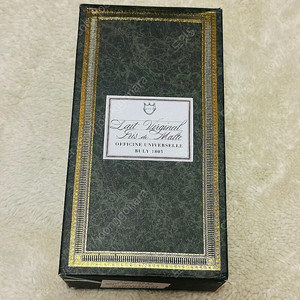 Lait Virginal
Iris de Malte
OFFICINE UNIVERSELLE
BULY 1803